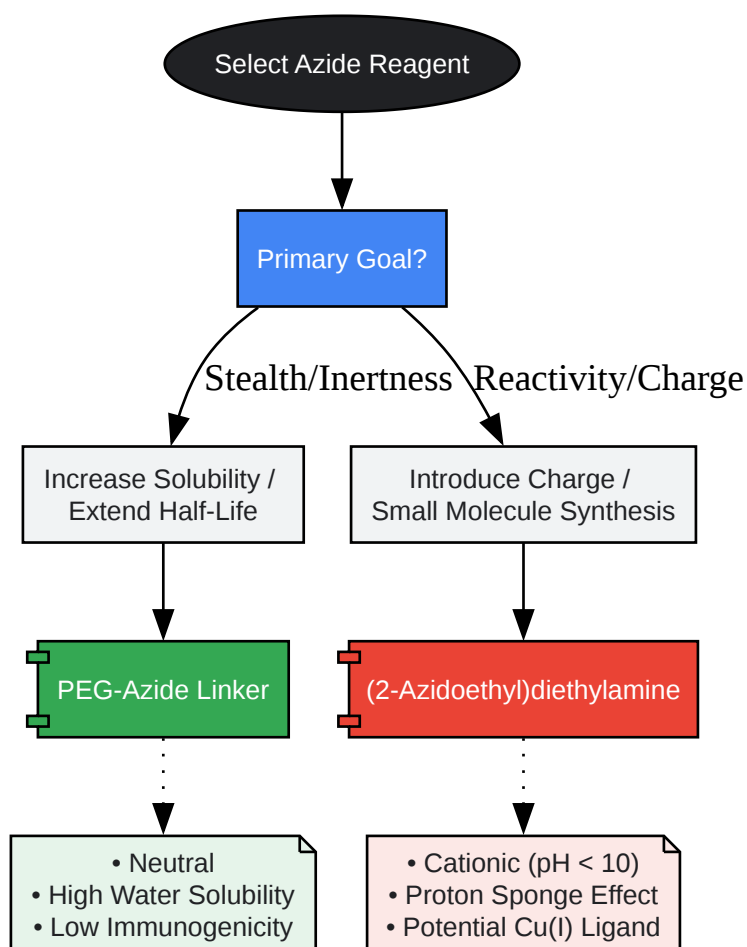 Select Azide Reagent
Primary Goal?
Stealth/Inertness
Reactivity/Charge
Increase Solubility /
Extend Half-Life
Introduce Charge /
Small Molecule Synthesis
PEG-Azide Linker
(2-Azidoethyl)diethylamine
• Neutral
• High Water Solubility
• Low Immunogenicity
• Cationic (pH < 10)
• Proton Sponge Effect
• Potential Cu(I) Ligand